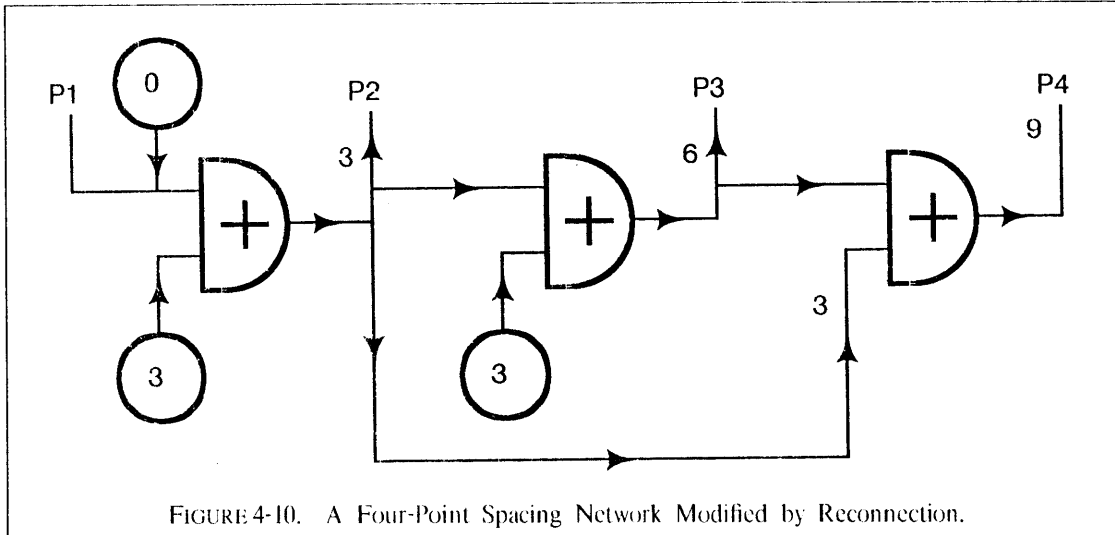 0
P1
P2
P3
P4
3
6
9
+
+
+
3
3
3
FIGURE 4-10. A Four-Point Spacing Network Modified by Reconnection.